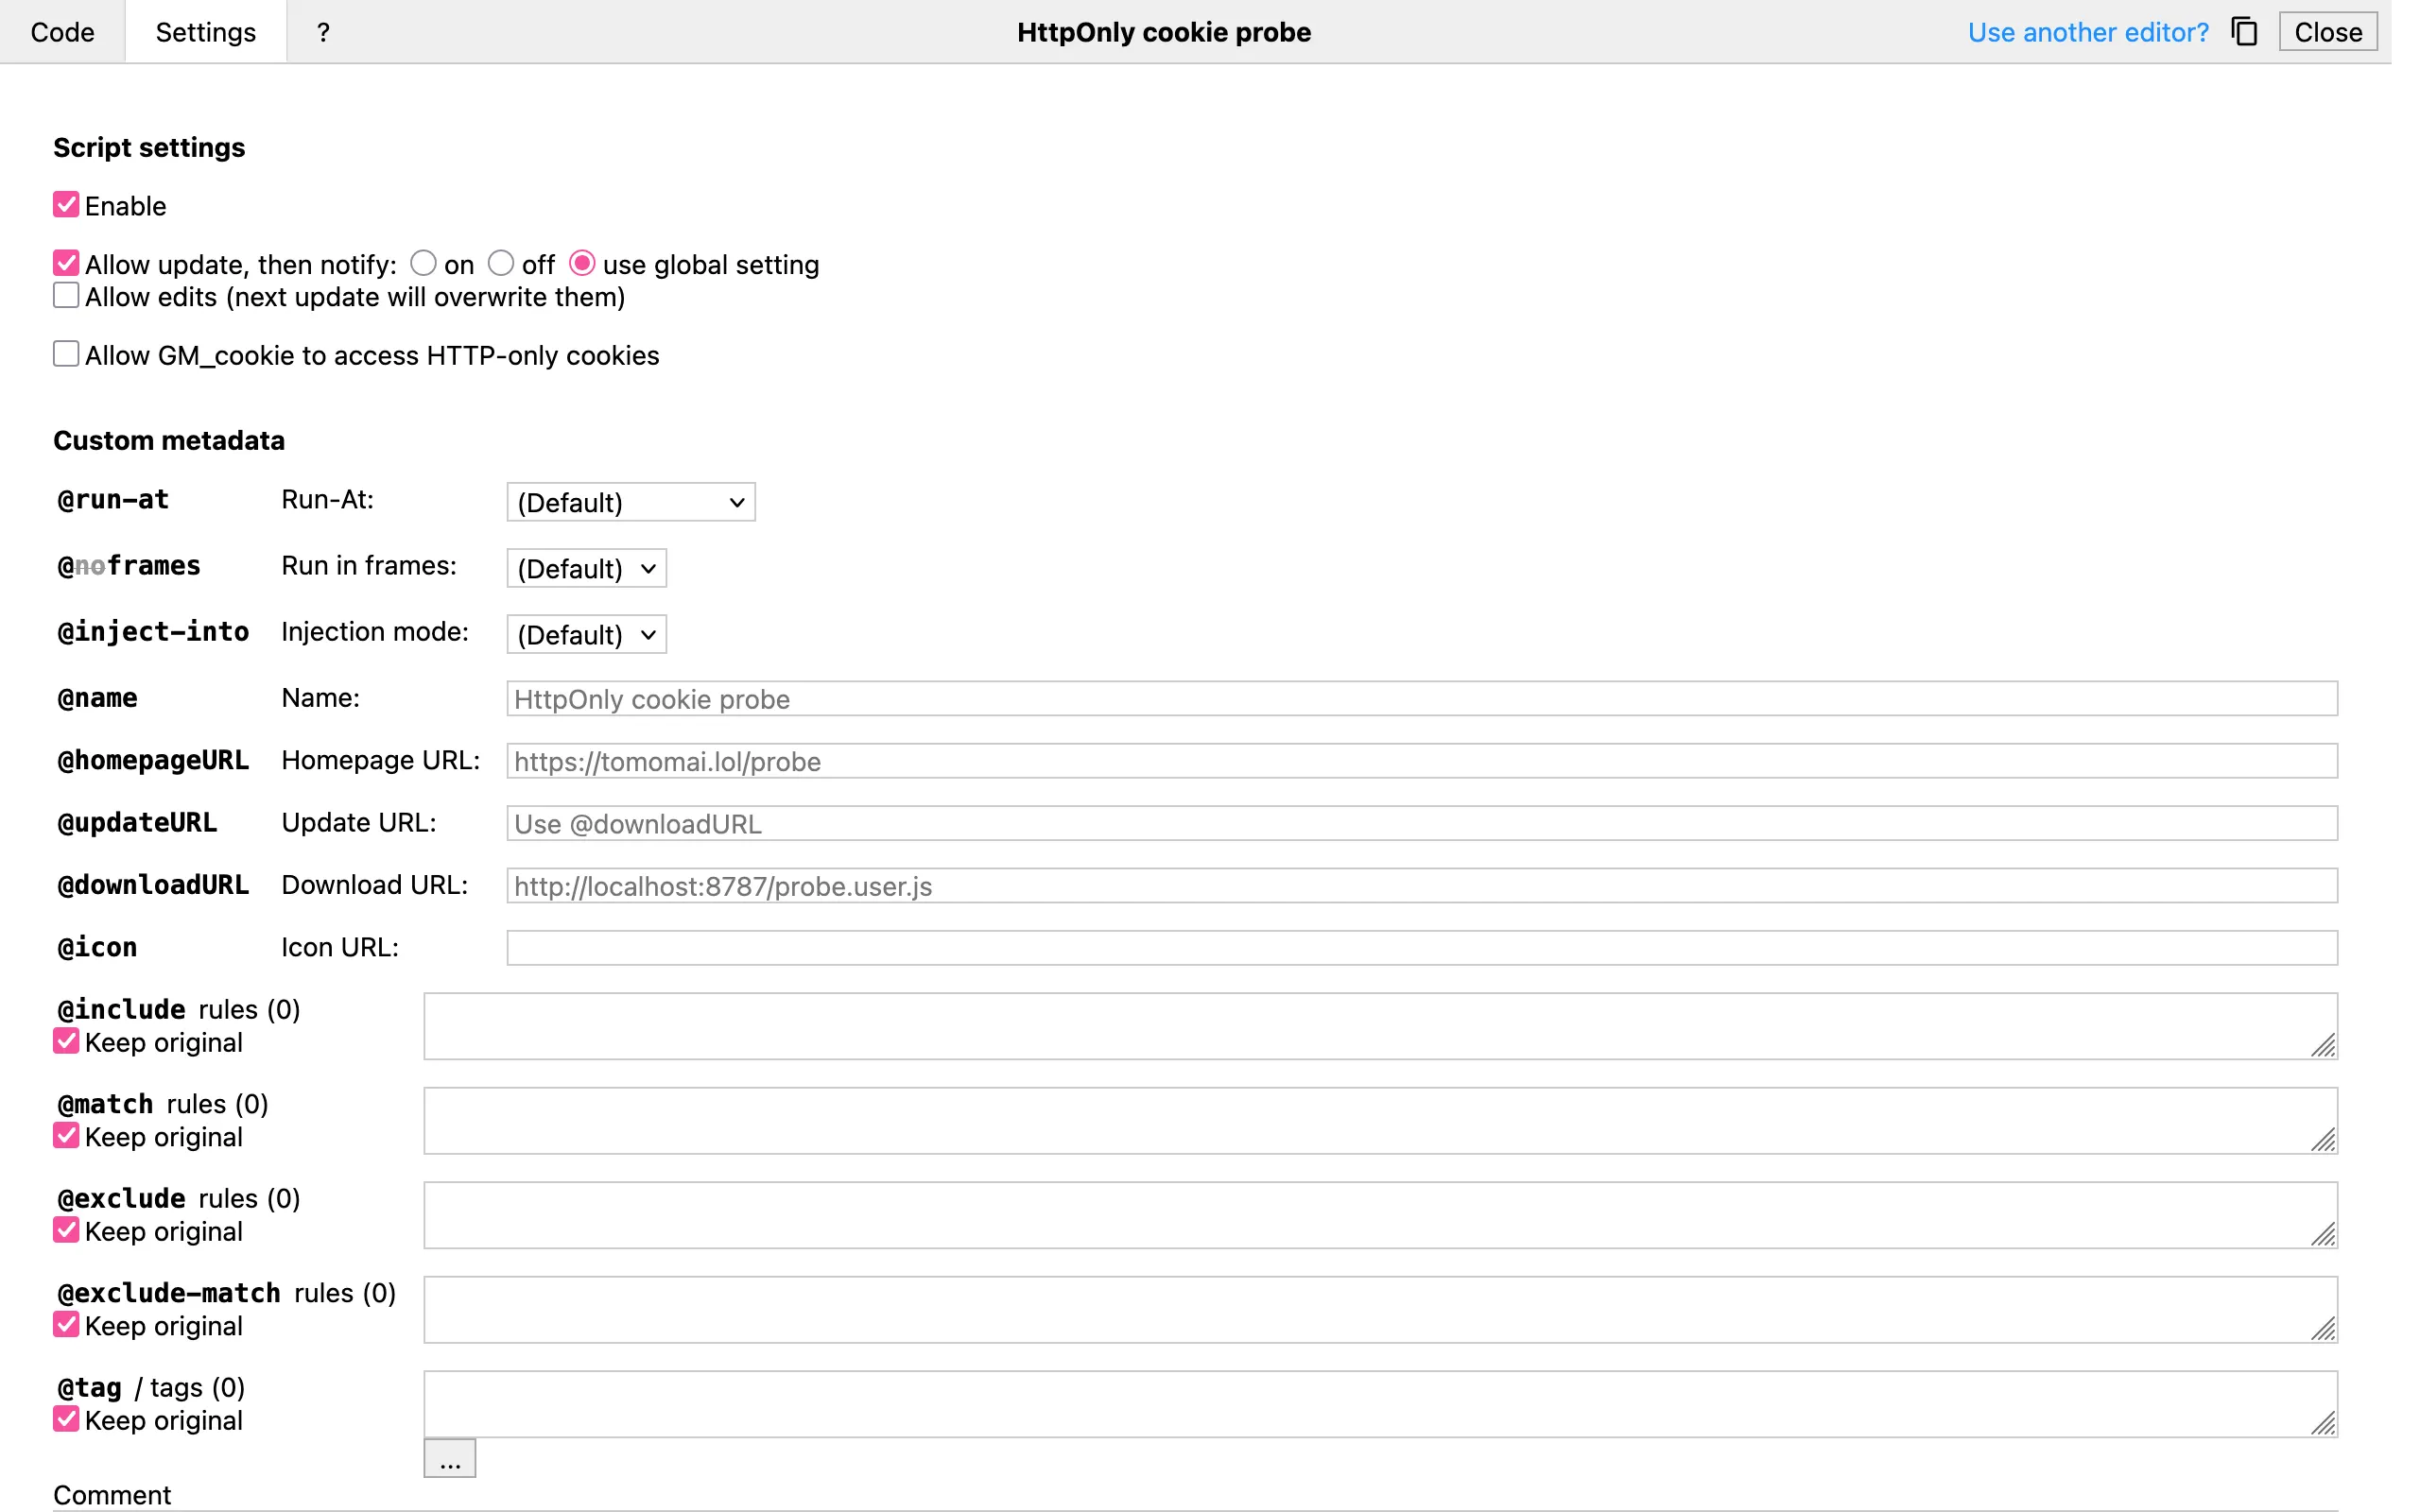 Code Settings ? HttpOnly cookie probe Use another editor? Close
Script settings
Enable
Allow update, then notify: on off use global setting
Allow edits (next update will overwrite them)
Allow GM_cookie to access HTTP-only cookies
Custom metadata
@run-at Run-At: (Default)
@noframes Run in frames: (Default)
@inject-into Injection mode: (Default)
@name Name: HttpOnly cookie probe
@homepageURL Homepage URL: https://tomomai.lol/probe
@updateURL Update URL: Use @downloadURL
@downloadURL Download URL: http://localhost:8787/probe.user.js
@icon Icon URL:
@include rules (0)
Keep original
@match rules (0)
Keep original
@exclude rules (0)
Keep original
@exclude-match rules (0)
Keep original
@tag / tags (0)
Keep original
...
Comment